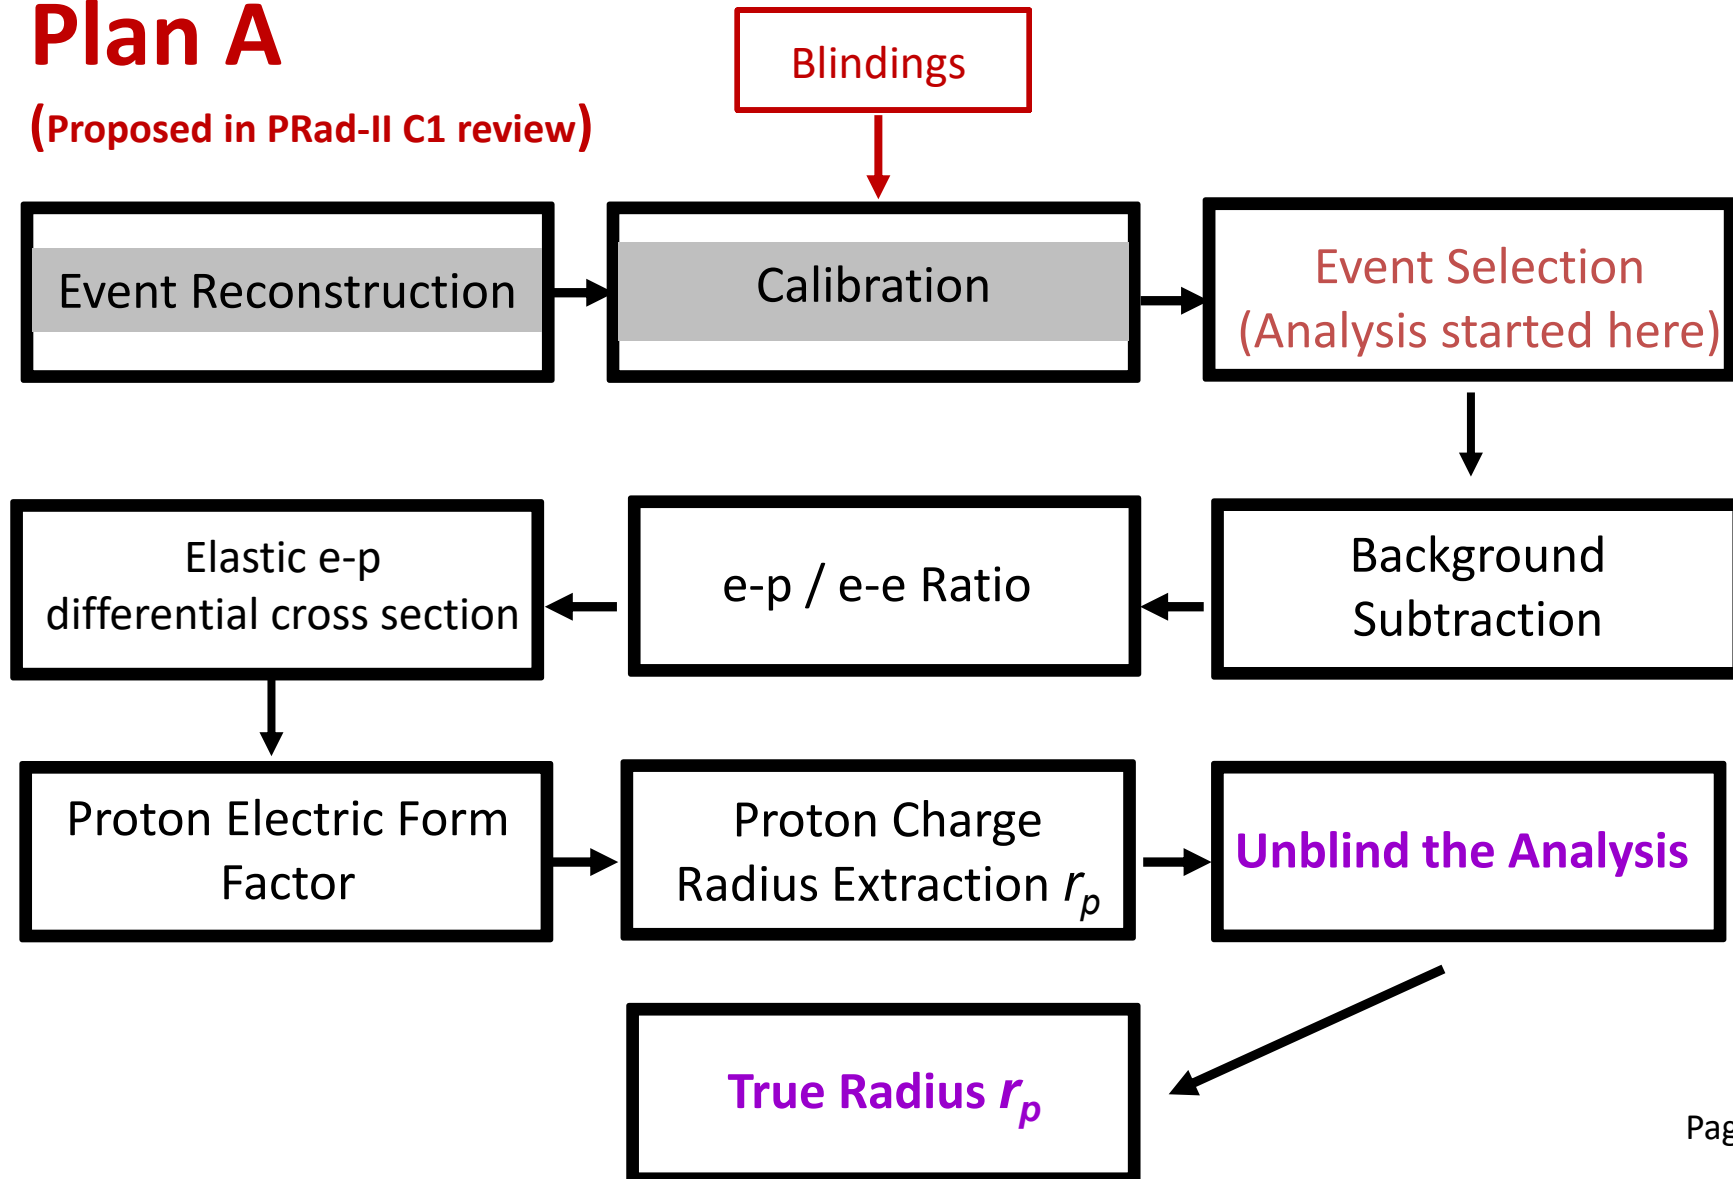 Plan A
(Proposed in PRad-II C1 review)
Blindings
Event Reconstruction
Calibration
Event Selection
(Analysis started here)
Background
Subtraction
e-p / e-e Ratio
Elastic e-p
differential cross section
Proton Electric Form
Factor
Proton Charge
Radius Extraction rₚ
Unblind the Analysis
True Radius rₚ